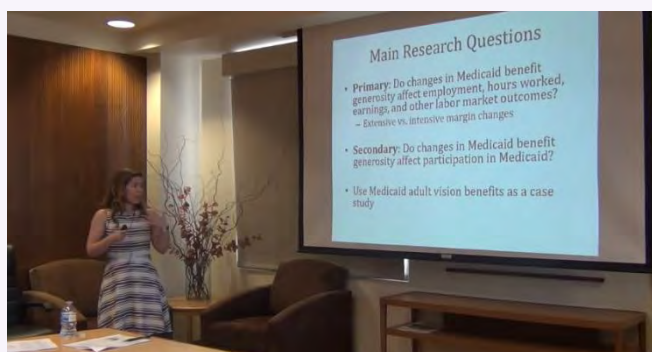 Main Research Questions
• Primary: Do changes in Medicaid benefit
generosity affect employment, hours worked,
earnings, and other labor market outcomes?
– Extensive vs. intensive margin changes
• Secondary: Do changes in Medicaid benefit
generosity affect participation in Medicaid?
• Use Medicaid adult vision benefits as a case
study